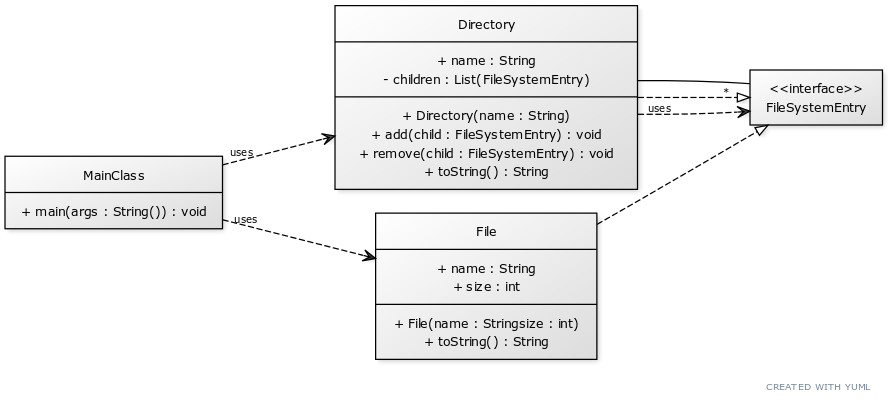 Directory
+ name : String
- children : List(FileSystemEntry)
+ Directory(name : String)
+ add(child : FileSystemEntry) : void
+ remove(child : FileSystemEntry) : void
+ toString() : String
*
uses
<<interface>>
FileSystemEntry
uses
MainClass
+ main(args : String()) : void
uses
File
+ name : String
+ size : int
+ File(name : Stringsize : int)
+ toString() : String
CREATED WITH YUML